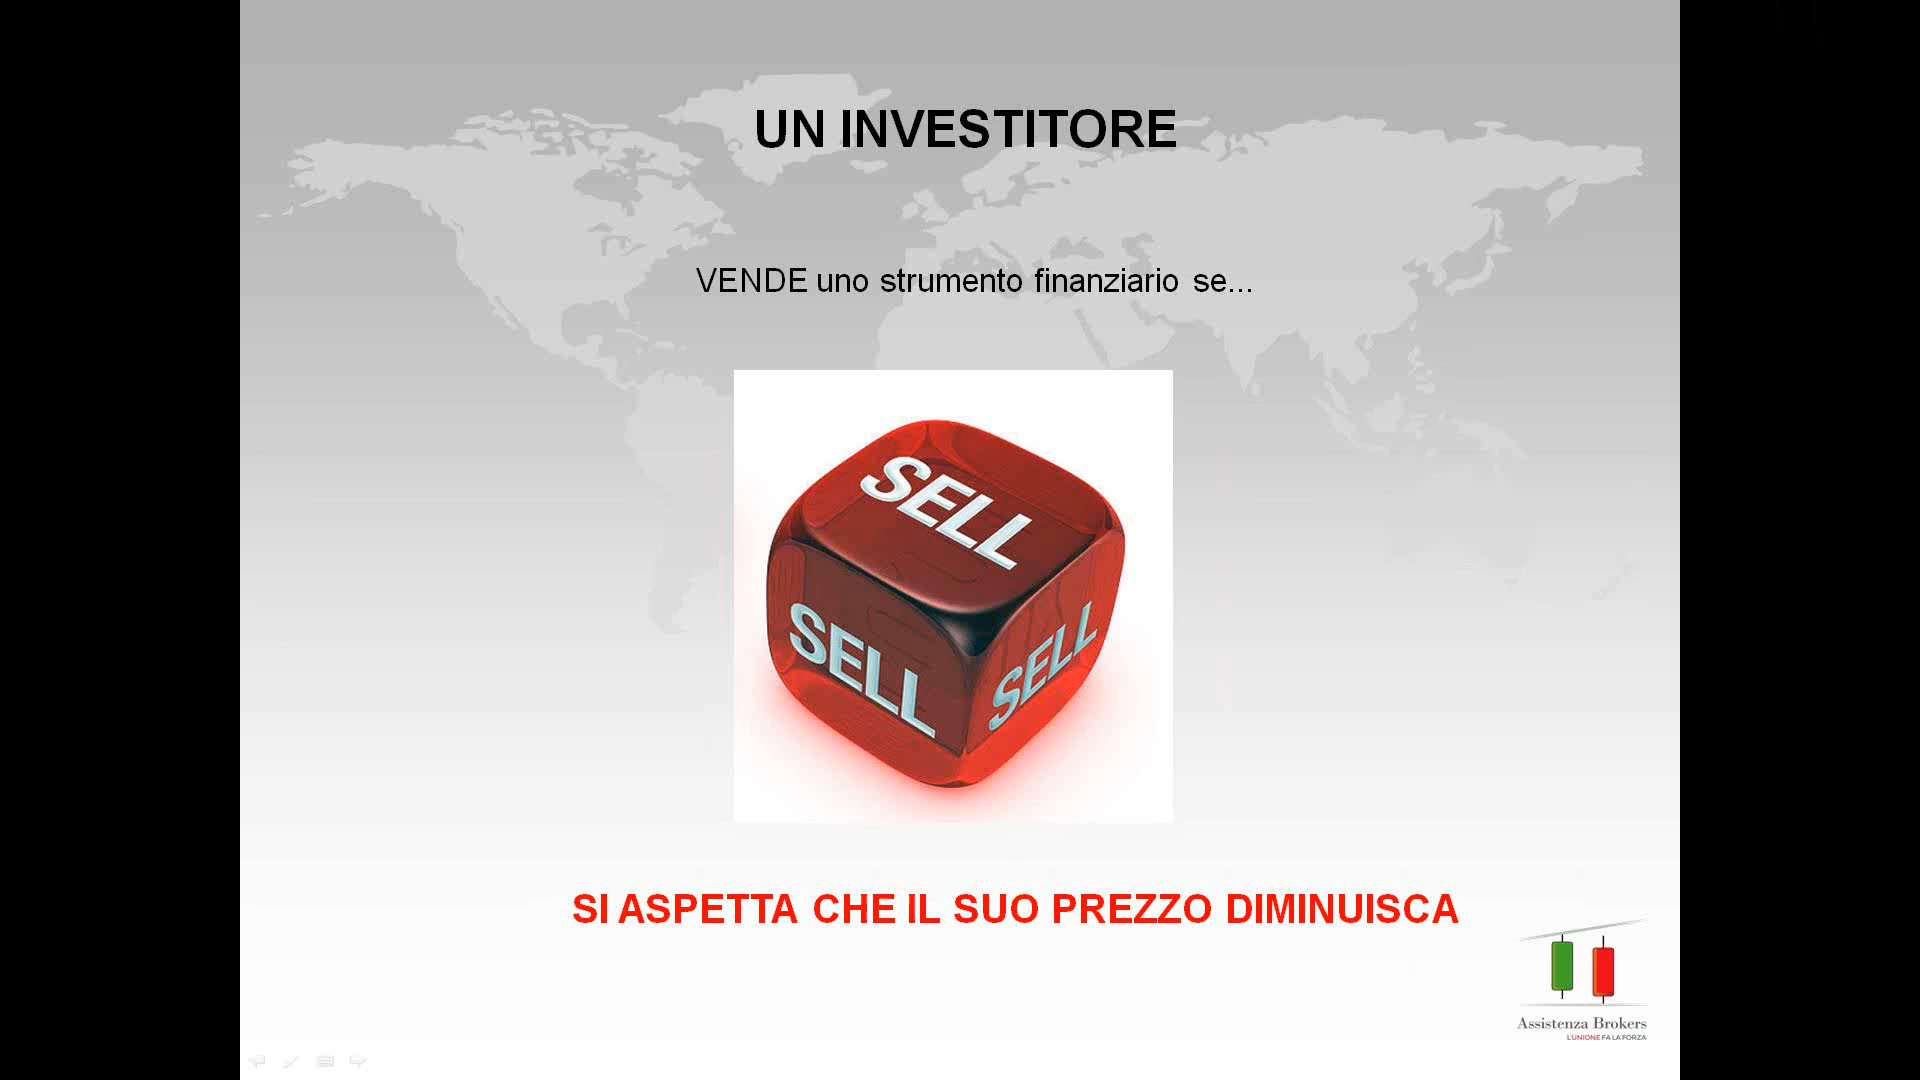 UN INVESTITORE
VENDE uno strumento finanziario se...
SELL
SELL
SELL
SI ASPETTA CHE IL SUO PREZZO DIMINUISCA
Assistenza Brokers
L'UNIONE FA LA FORZA